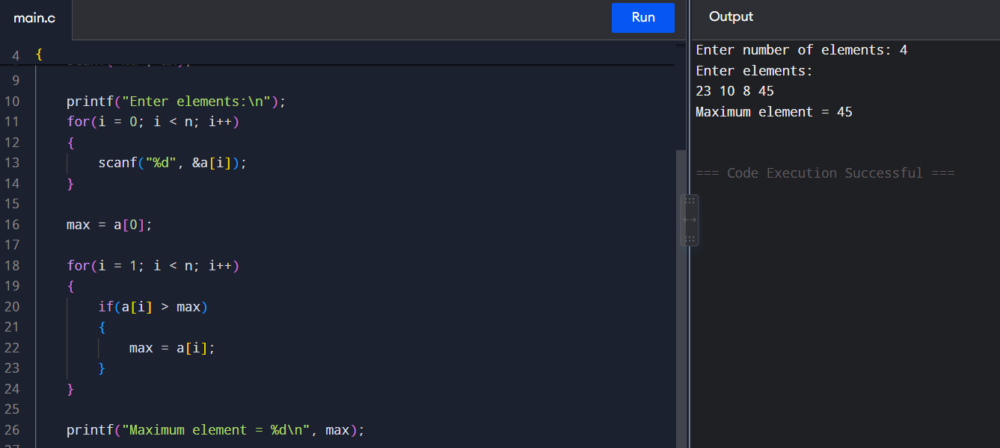 main.c
Run
4 {
9
10 printf("Enter elements:\n");
11 for(i = 0; i < n; i++)
12 {
13 scanf("%d", &a[i]);
14 }
15
16 max = a[0];
17
18 for(i = 1; i < n; i++)
19 {
20 if(a[i] > max)
21 {
22 max = a[i];
23 }
24 }
25
26 printf("Maximum element = %d\n", max);
Output
Enter number of elements: 4
Enter elements:
23 10 8 45
Maximum element = 45
=== Code Execution Successful ===